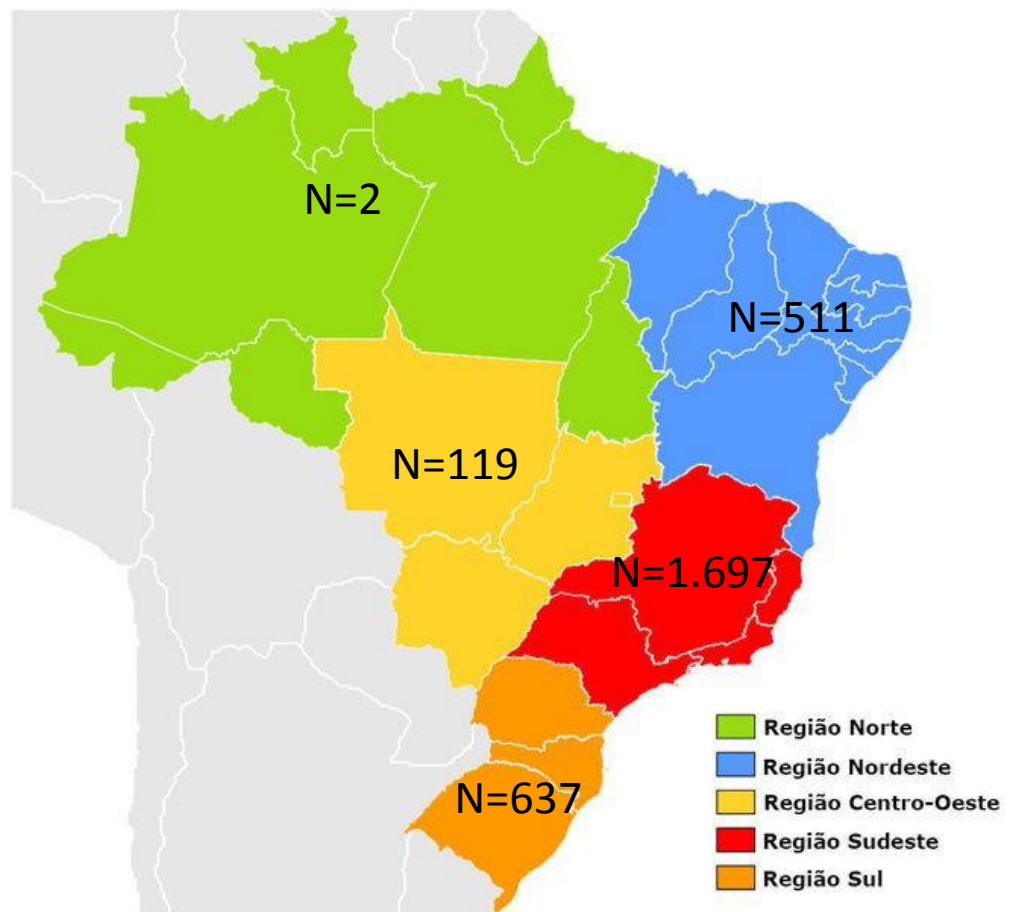 N=2
N=511
N=119
N=1.697
N=637
Região Norte
Região Nordeste
Região Centro-Oeste
Região Sudeste
Região Sul